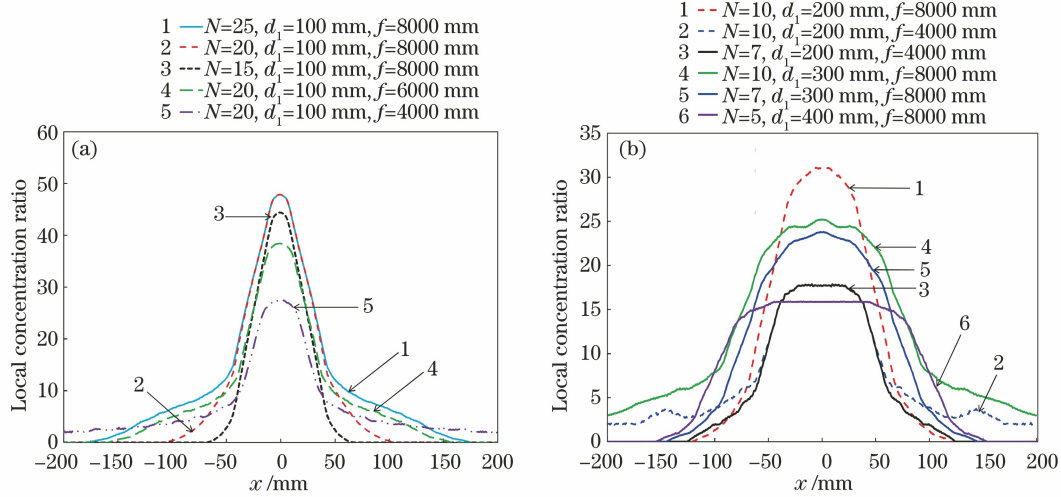 1 N=25, d₁=100 mm, f=8000 mm
2 N=20, d₁=100 mm, f=8000 mm
3 N=15, d₁=100 mm, f=8000 mm
4 N=20, d₁=100 mm, f=6000 mm
5 N=20, d₁=100 mm, f=4000 mm
60
50
40
30
20
10
0
Local concentration ratio
(a)
3
5
1
2
4
−200 −150 −100 −50 0 50 100 150 200
x /mm
1 N=10, d₁=200 mm, f=8000 mm
2 N=10, d₁=200 mm, f=4000 mm
3 N=7, d₁=200 mm, f=4000 mm
4 N=10, d₁=300 mm, f=8000 mm
5 N=7, d₁=300 mm, f=8000 mm
6 N=5, d₁=400 mm, f=8000 mm
35
30
25
20
15
10
5
0
Local concentration ratio
(b)
1
4
5
3
6
2
−200 −150 −100 −50 0 50 100 150 200
x /mm